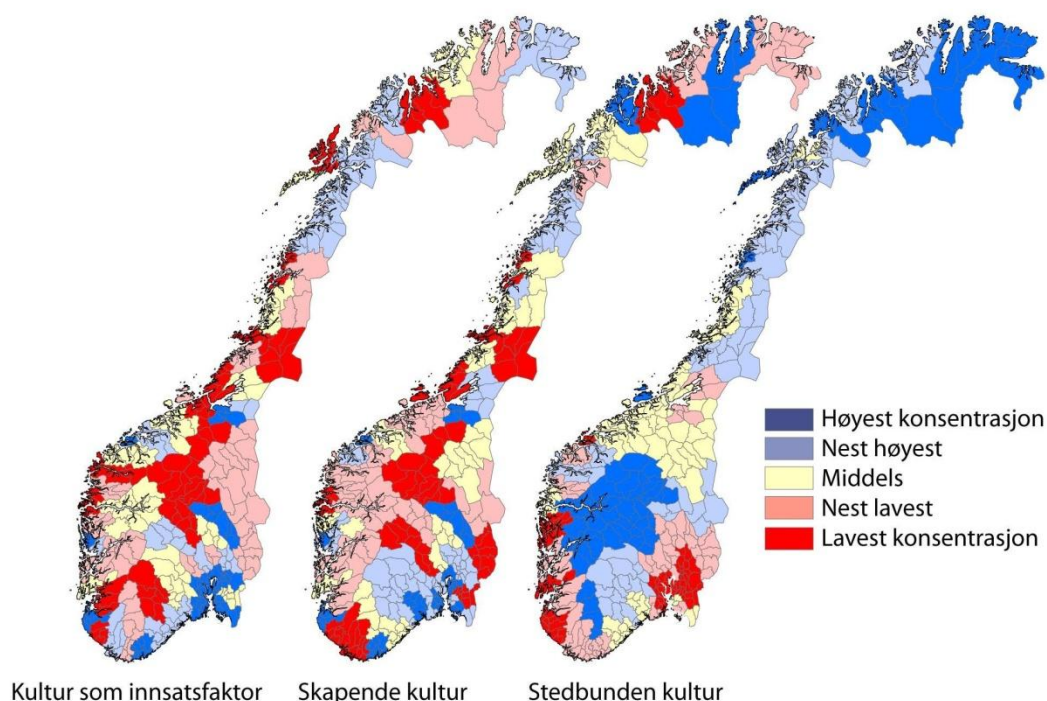 Høyest konsentrasjon
Nest høyest
Middels
Nest lavest
Lavest konsentrasjon
Kultur som innsatsfaktor
Skapende kultur
Stedbunden kultur